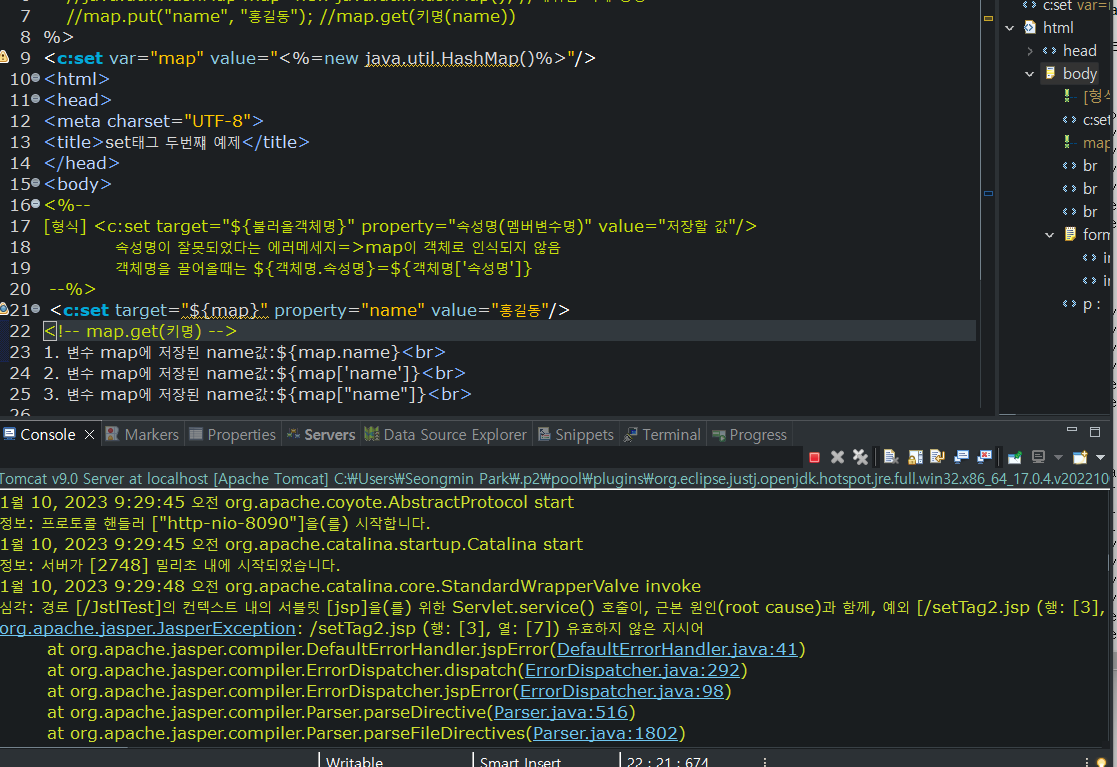 7 //map.put("name", "홍길동"); //map.get(키명(name))
8 %>
9 <c:set var="map" value="<%=new java.util.HashMap()%>"/>
10 <html>
11 <head>
12 <meta charset="UTF-8">
13 <title>set태그 두번째 예제</title>
14 </head>
15 <body>
16 <%--
17 [형식] <c:set target="${불러올객체명}" property="속성명(멤버변수명)" value="저장할 값"/>
18 속성명이 잘못되었다는 에러메세지=>map이 객체로 인식되지 않음
19 객체명을 끌어올때는 ${객체명.속성명}=${객체명['속성명']}
20 --%>
21 <c:set target="${map}" property="name" value="홍길동"/>
22 <!-- map.get(키명) -->
23 1. 변수 map에 저장된 name값:${map.name}<br>
24 2. 변수 map에 저장된 name값:${map['name']}<br>
25 3. 변수 map에 저장된 name값:${map["name"]}<br>
26
c:set var=
html
head
body
[형식
c:set
map
br
br
br
form
p :
Console Markers Properties Servers Data Source Explorer Snippets Terminal Progress
Tomcat v9.0 Server at localhost [Apache Tomcat] C:₩Users₩Seongmin Park₩.p2₩pool₩plugins₩org.eclipse.justj.openjdk.hotspot.jre.full.win32.x86_64_17.0.4.v202210
1월 10, 2023 9:29:45 오전 org.apache.coyote.AbstractProtocol start
정보: 프로토콜 핸들러 ["http-nio-8090"]을(를) 시작합니다.
1월 10, 2023 9:29:45 오전 org.apache.catalina.startup.Catalina start
정보: 서버가 [2748] 밀리초 내에 시작되었습니다.
1월 10, 2023 9:29:48 오전 org.apache.catalina.core.StandardWrapperValve invoke
심각: 경로 [/JstlTest]의 컨텍스트 내의 서블릿 [jsp]을(를) 위한 Servlet.service() 호출이, 근본 원인(root cause)과 함께, 예외 [/setTag2.jsp (행: [3],
org.apache.jasper.JasperException: /setTag2.jsp (행: [3], 열: [7]) 유효하지 않은 지시어
at org.apache.jasper.compiler.DefaultErrorHandler.jspError(DefaultErrorHandler.java:41)
at org.apache.jasper.compiler.ErrorDispatcher.dispatch(ErrorDispatcher.java:292)
at org.apache.jasper.compiler.ErrorDispatcher.jspError(ErrorDispatcher.java:98)
at org.apache.jasper.compiler.Parser.parseDirective(Parser.java:516)
at org.apache.jasper.compiler.Parser.parseFileDirectives(Parser.java:1802)
Writable Smart Insert 22 : 21 : 674